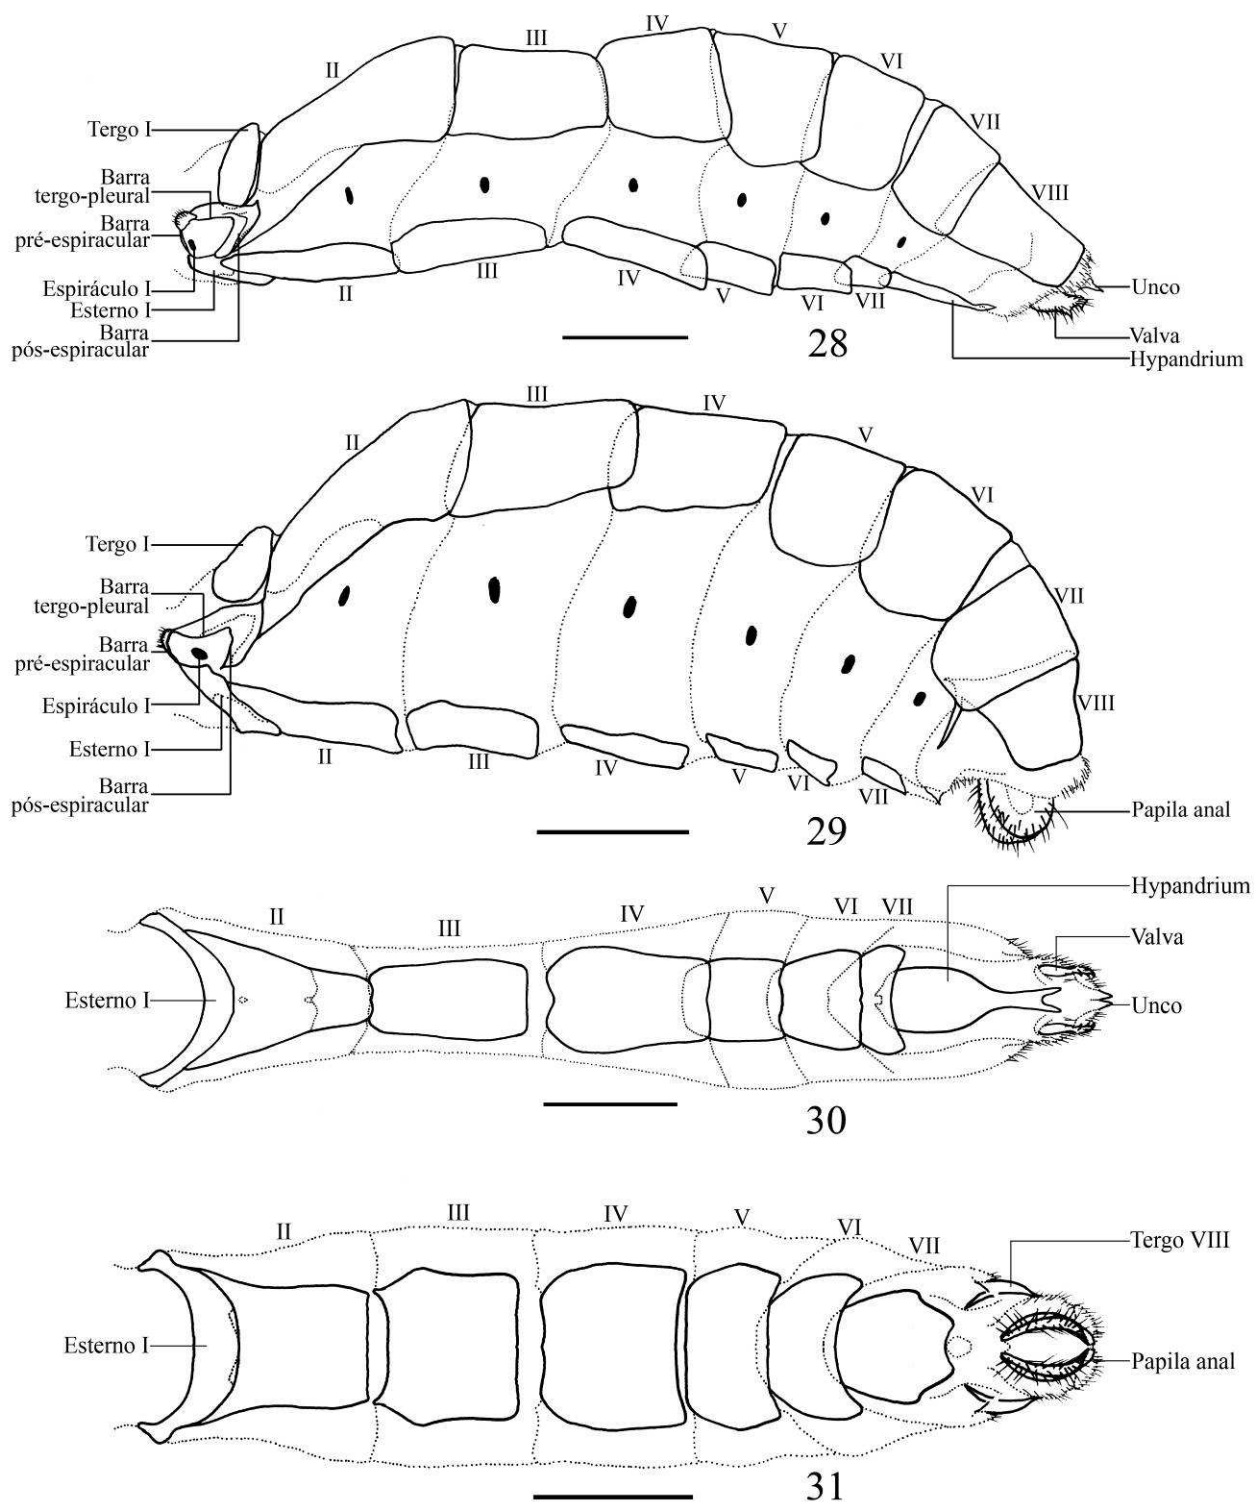 II
III
IV
V
VI
VII
VIII
Tergo I
Barra
tergo-pleural
Barra
pré-espiracular
Espiráculo I
Esterno I
Barra
pós-espiracular
II
III
IV
V
VI
VII
Unco
Valva
Hypandrium
28
II
III
IV
V
VI
VII
VIII
Tergo I
Barra
tergo-pleural
Barra
pré-espiracular
Espiráculo I
Esterno I
Barra
pós-espiracular
II
III
IV
V
VI
VII
Papila anal
29
II
III
IV
V
VI
VII
Hypandrium
Valva
Esterno I
Unco
30
II
III
IV
V
VI
VII
Tergo VIII
Esterno I
Papila anal
31